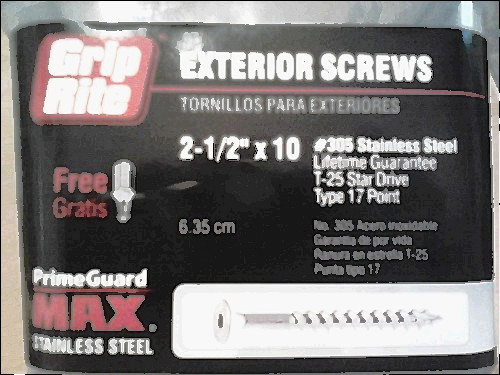 Grip
Rite
EXTERIOR SCREWS
TORNILLOS PARA EXTERIORES
2-1/2" x 10
#305 Stainless Steel
Lifetime Guarantee
T-25 Star Drive
Type 17 Point
Free
Gratis
6.35 cm
No. 305 Acero inoxidable
Garantía de por vida
Ranura en estrella T-25
Punta tipo 17
PrimeGuard
MAX.
STAINLESS STEEL